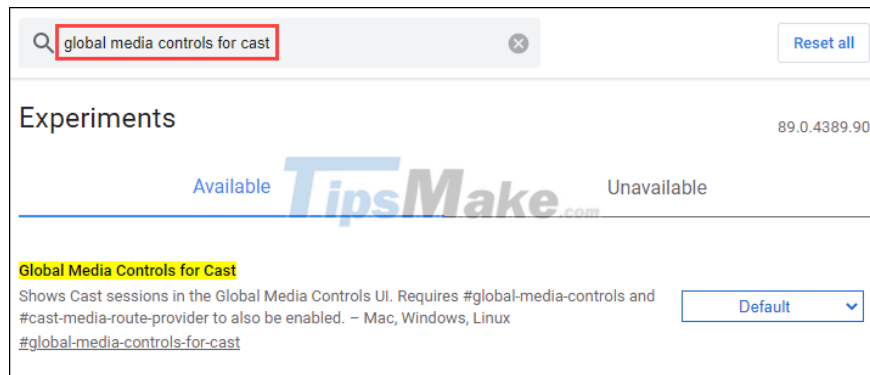 global media controls for cast
Reset all
Experiments
89.0.4389.90
Available
Unavailable
TipsMake.com
Global Media Controls for Cast
Shows Cast sessions in the Global Media Controls UI. Requires #global-media-controls and
#cast-media-route-provider to also be enabled. – Mac, Windows, Linux
Default
#global-media-controls-for-cast